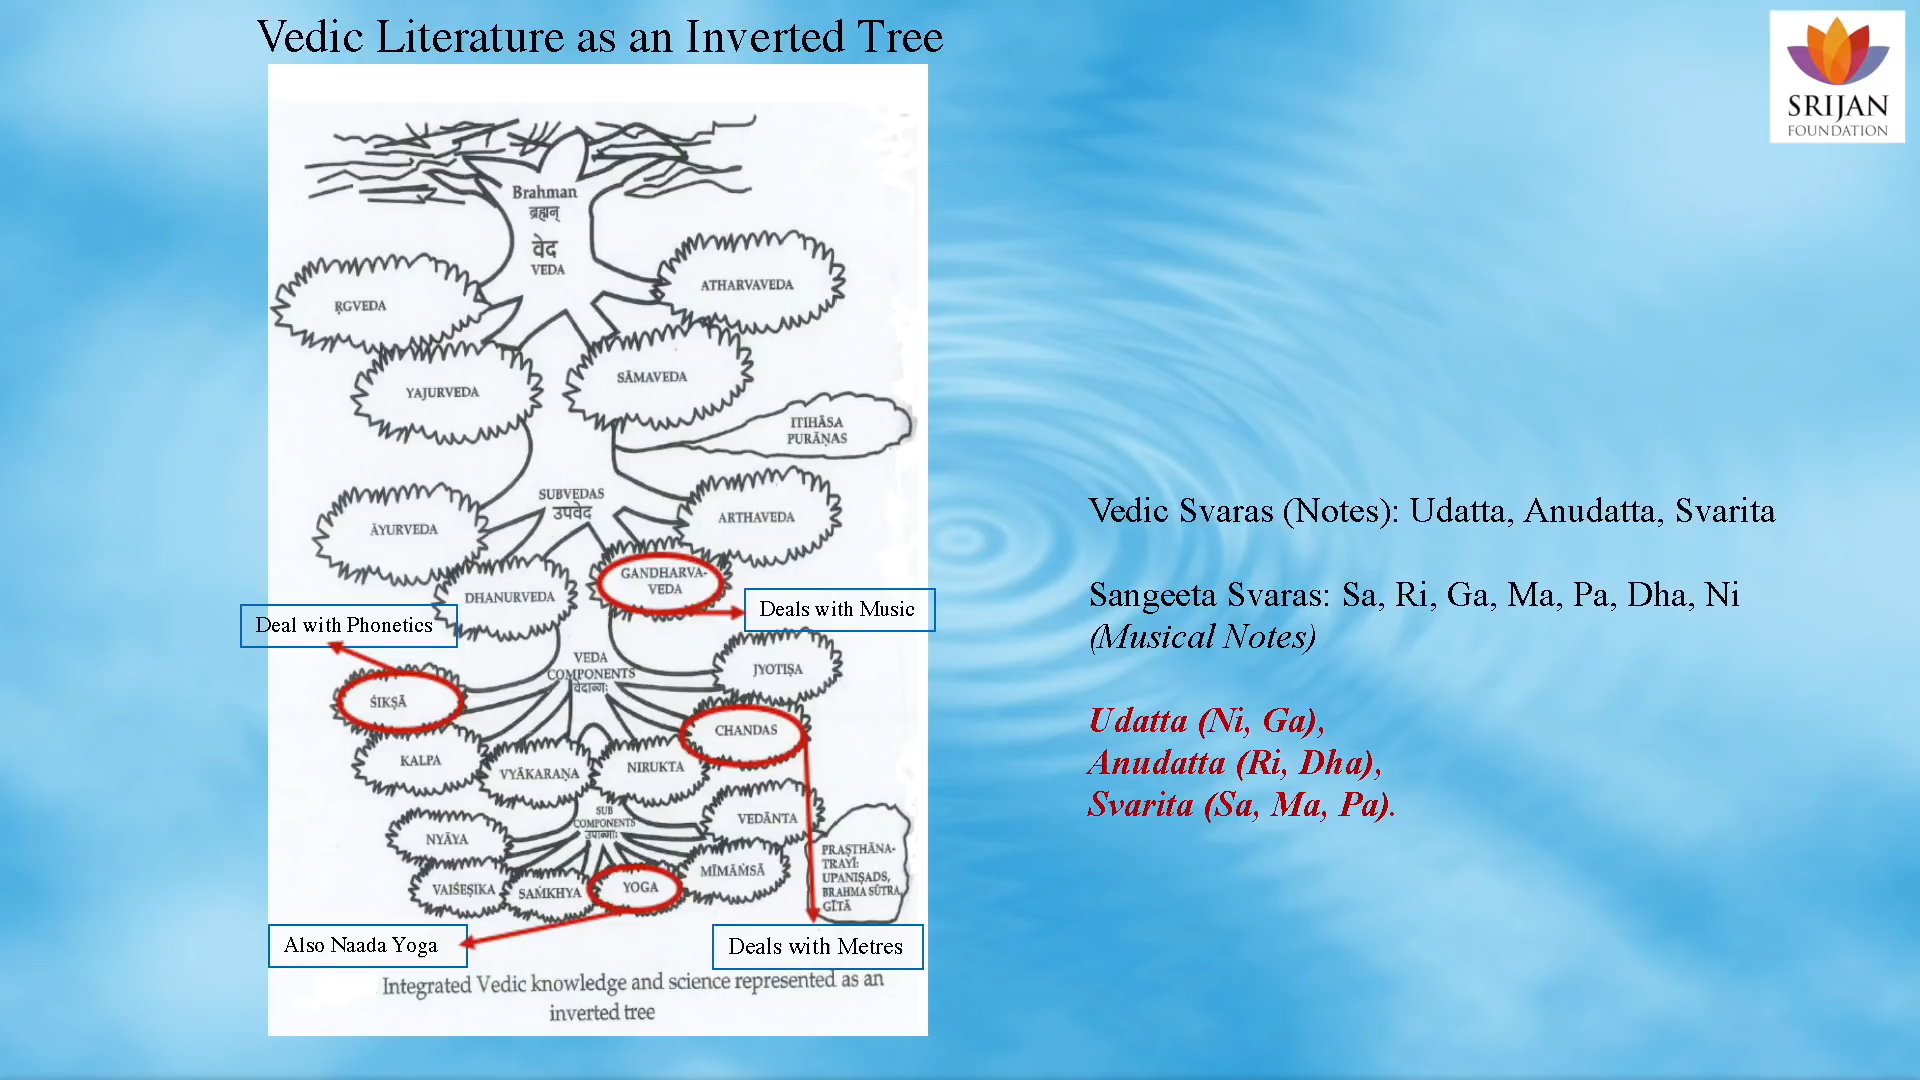 Vedic Literature as an Inverted Tree
SRIJAN
FOUNDATION
Brahman
ब्रह्मन्
वेद
VEDA
ṚGVEDA
ATHARVAVEDA
YAJURVEDA
SĀMAVEDA
ITIHĀSA
PURĀṆAS
SUBVEDAS
उपवेद
ĀYURVEDA
ARTHAVEDA
DHANURVEDA
GANDHARVA-
VEDA
Deals with Music
Deal with Phonetics
VEDA
COMPONENTS
वेदाङ्गः
JYOTIṢA
ŚIKṢĀ
CHANDAS
KALPA
VYĀKARAṆA
NIRUKTA
SUB
COMPONENTS
उपाङ्गाः
VEDĀNTA
NYĀYA
MĪMĀṀSĀ
VAIŚEṢIKA
SAṀKHYA
YOGA
PRAṢTHĀNA-
TRAYĪ:
UPANIṢADS,
BRAHMA SŪTRA,
GĪTĀ
Also Naada Yoga
Deals with Metres
Integrated Vedic knowledge and science represented as an
inverted tree
Vedic Svaras (Notes): Udatta, Anudatta, Svarita
Sangeeta Svaras: Sa, Ri, Ga, Ma, Pa, Dha, Ni
(Musical Notes)
Udatta (Ni, Ga),
Anudatta (Ri, Dha),
Svarita (Sa, Ma, Pa).